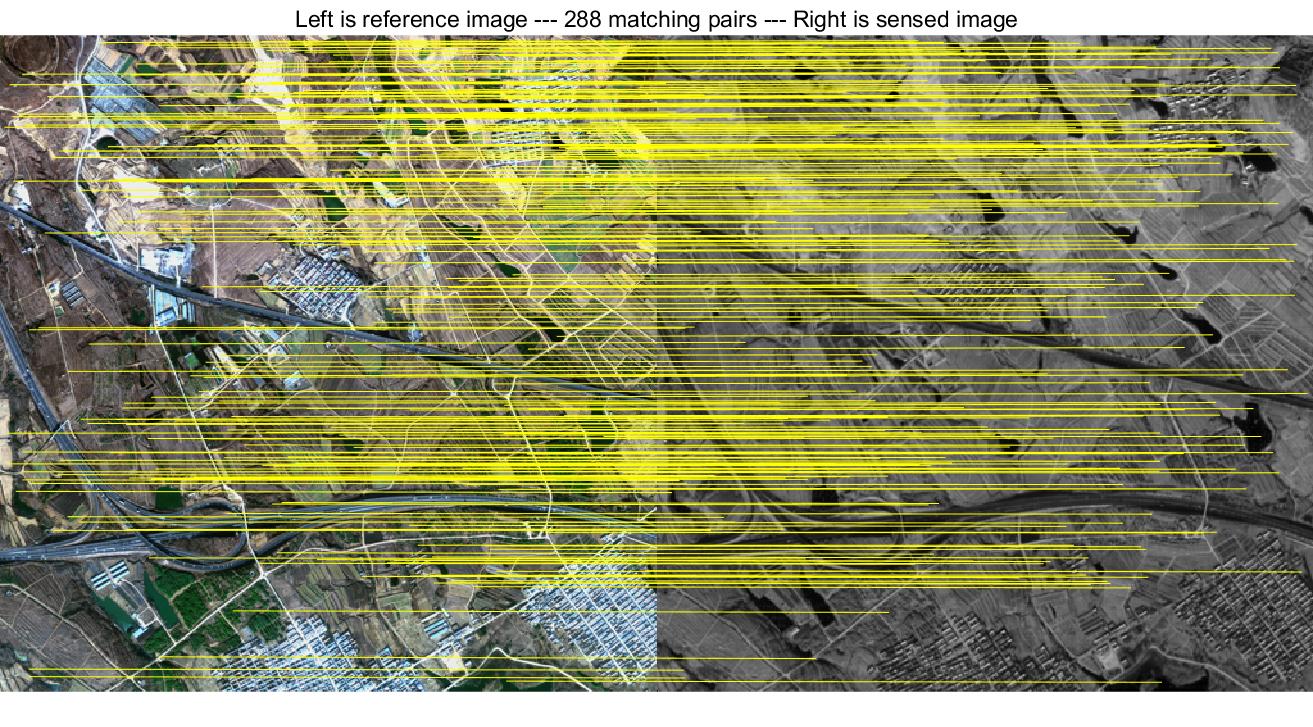 Left is reference image --- 288 matching pairs --- Right is sensed image